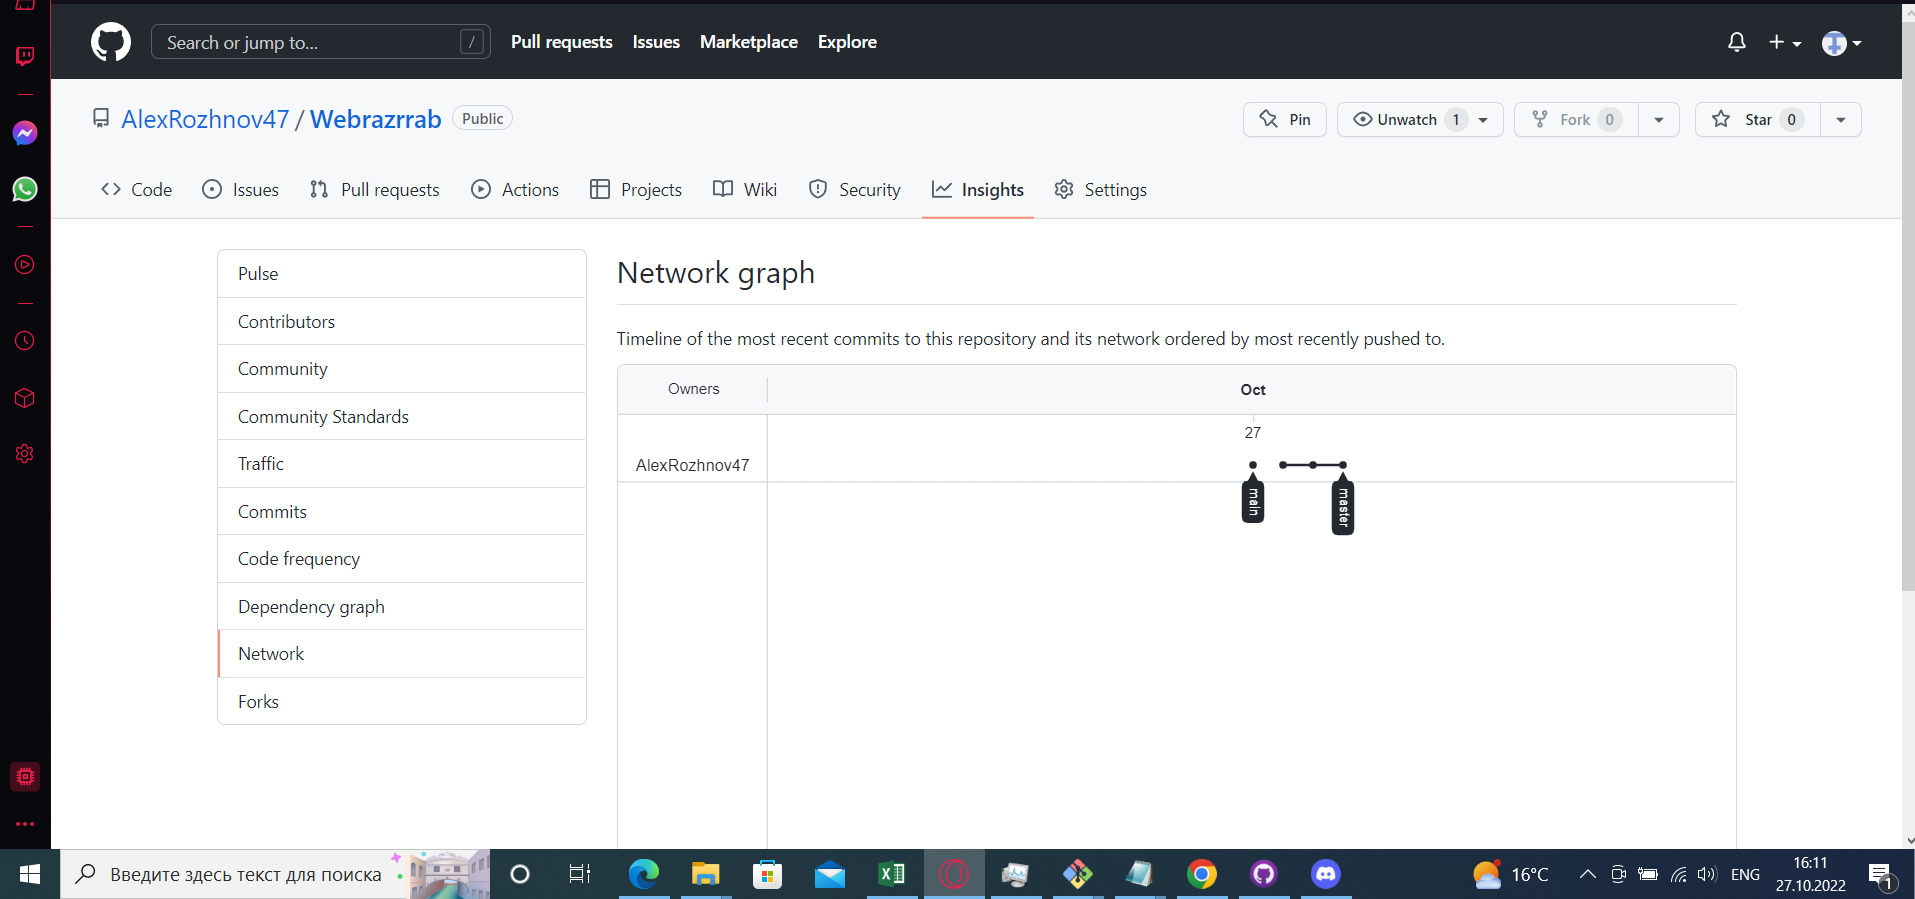 Search or jump to... /
Pull requests Issues Marketplace Explore
AlexRozhnov47 / Webrazrrab Public
Pin Unwatch 1 Fork 0 Star 0
Code Issues Pull requests Actions Projects Wiki Security Insights Settings
Pulse
Contributors
Community
Community Standards
Traffic
Commits
Code frequency
Dependency graph
Network
Forks
Network graph
Timeline of the most recent commits to this repository and its network ordered by most recently pushed to.
Owners Oct
27
AlexRozhnov47
main
master
Введите здесь текст для поиска
16°C ENG 16:11
27.10.2022
1